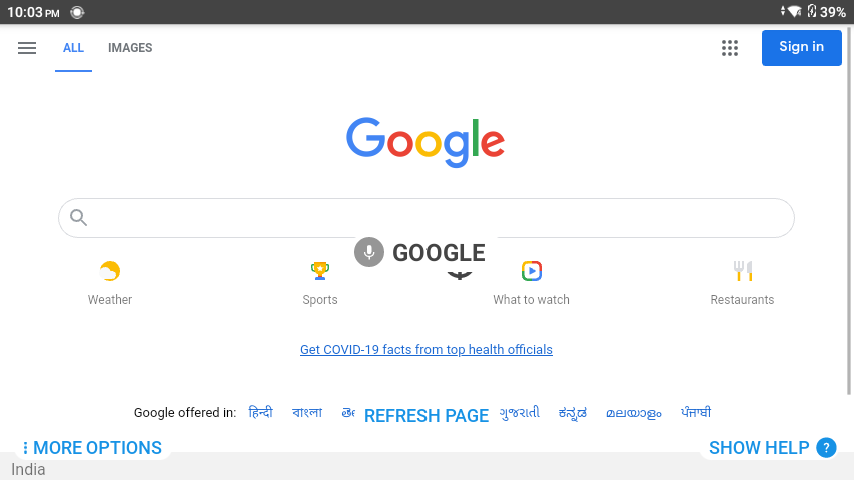 10:03 PM
39%
ALL IMAGES
Sign in
Google
GOOGLE
Weather Sports What to watch Restaurants
Get COVID-19 facts from top health officials
Google offered in: हिन्दी বাংলা REFRESH PAGE ગુજરાતી ಕನ್ನಡ മലയാളം ਪੰਜਾਬੀ
MORE OPTIONS SHOW HELP ?
India